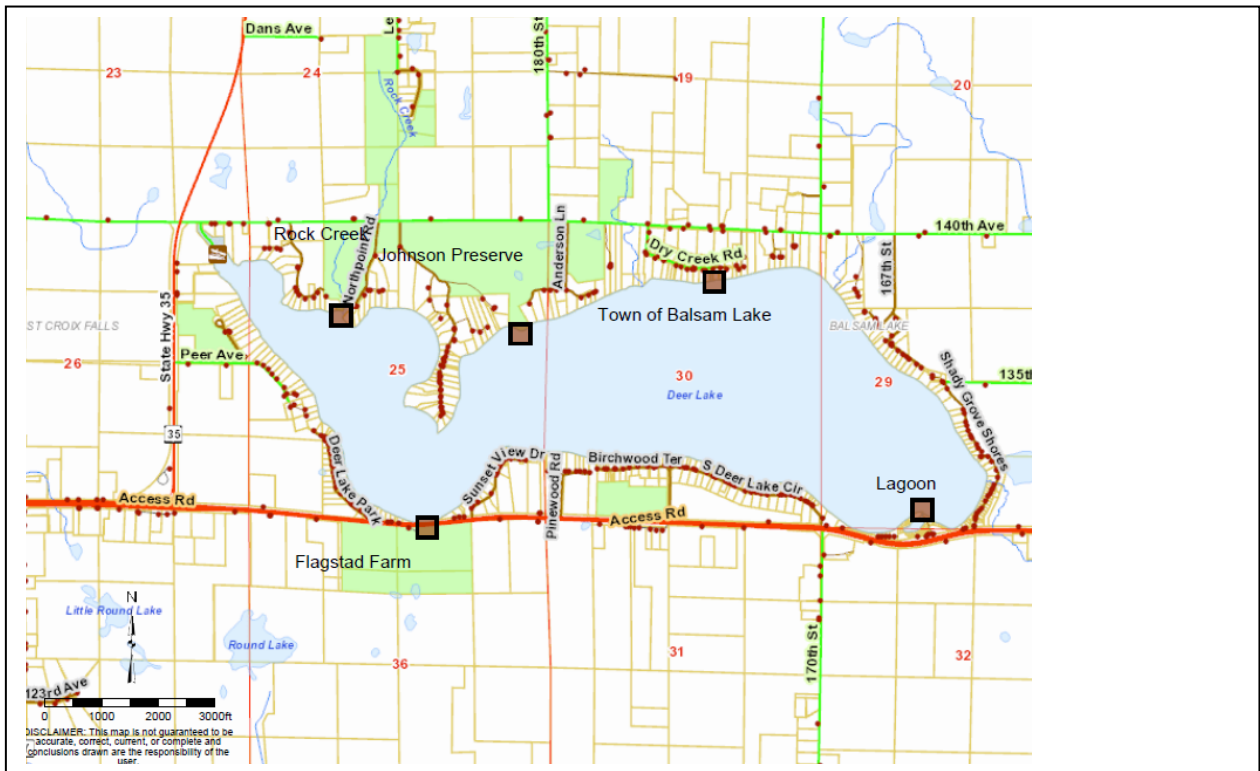 Dans Ave
Le
180th St
23
24
19
20
Rock Creek
140th Ave
Rock Creek
Northpoint Rd
Johnson Preserve
Anderson Ln
Dry Creek Rd
167th St
State Hwy 35
ST CROIX FALLS
Town of Balsam Lake
BALSAM LAKE
Peer Ave
26
25
30
29
135th
Deer Lake
Shady Grove Shores
35
Deer Lake Park
Sunset View Dr
Pinewood Rd
Birchwood Ter
S Deer Lake Cir
Lagoon
Access Rd
Access Rd
Flagstad Farm
N
Little Round Lake
Round Lake
36
31
170th St
32
123rd Ave
0 1000 2000 3000ft
DISCLAIMER: This map is not guaranteed to be
accurate, correct, current, or complete and
conclusions drawn are the responsibility of the
user.